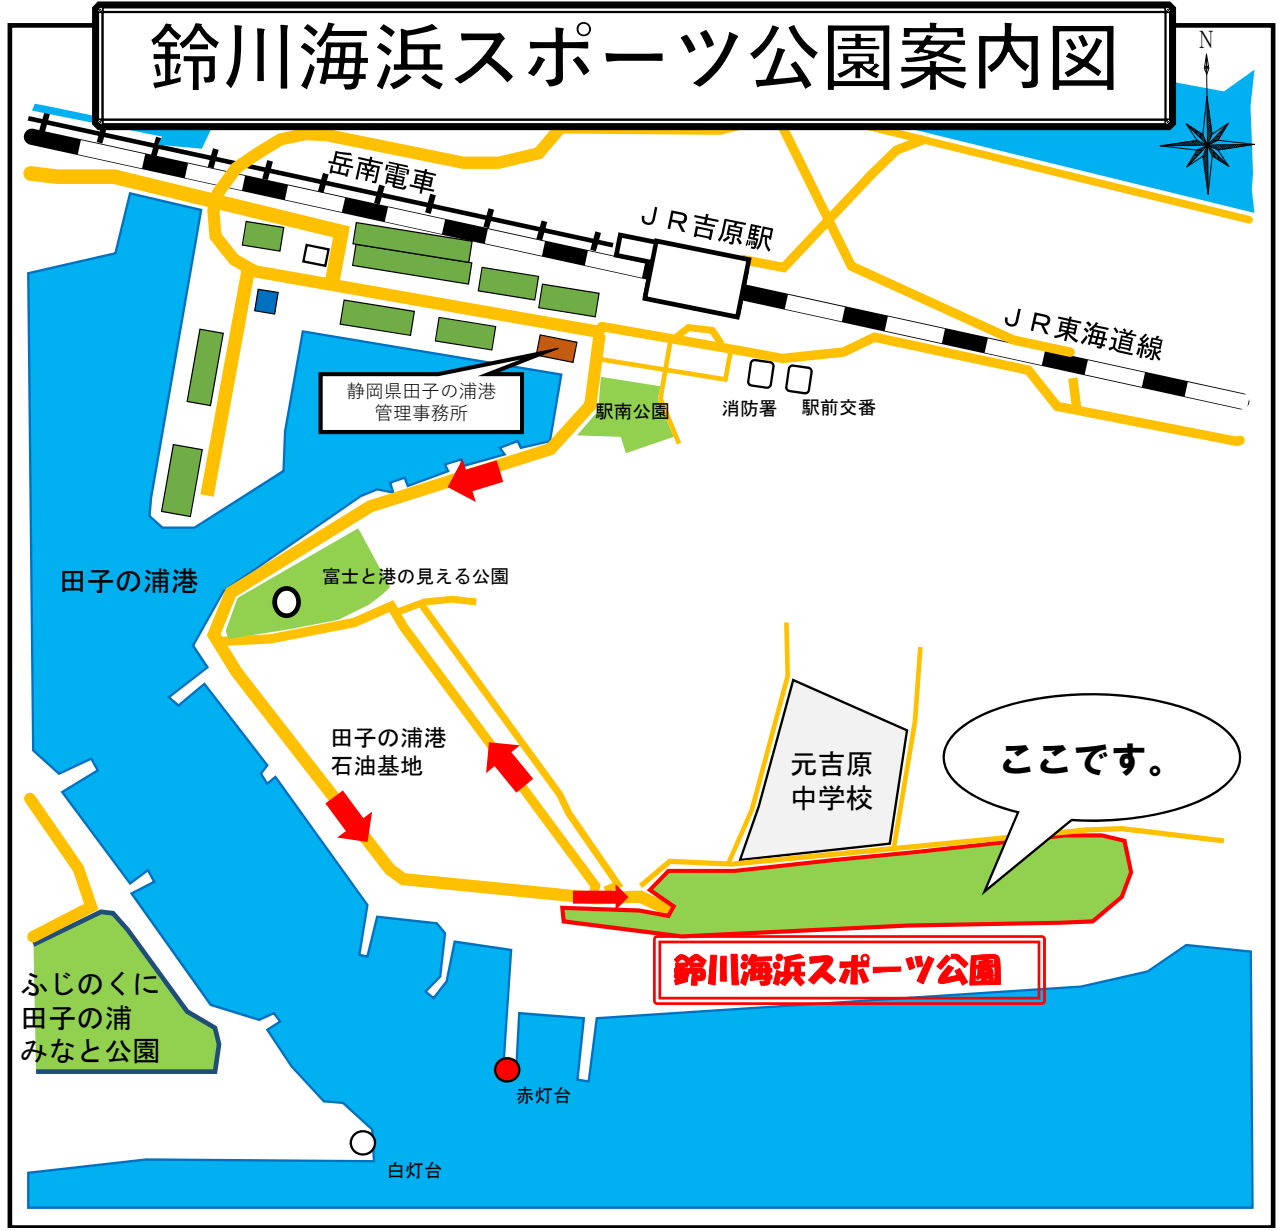 鈴川海浜スポーツ公園案内図
N
岳南電車
ＪＲ吉原駅
ＪＲ東海道線
静岡県田子の浦港
管理事務所
駅南公園
消防署
駅前交番
田子の浦港
富士と港の見える公園
田子の浦港
石油基地
元吉原
中学校
ここです。
鈴川海浜スポーツ公園
ふじのくに
田子の浦
みなと公園
赤灯台
白灯台